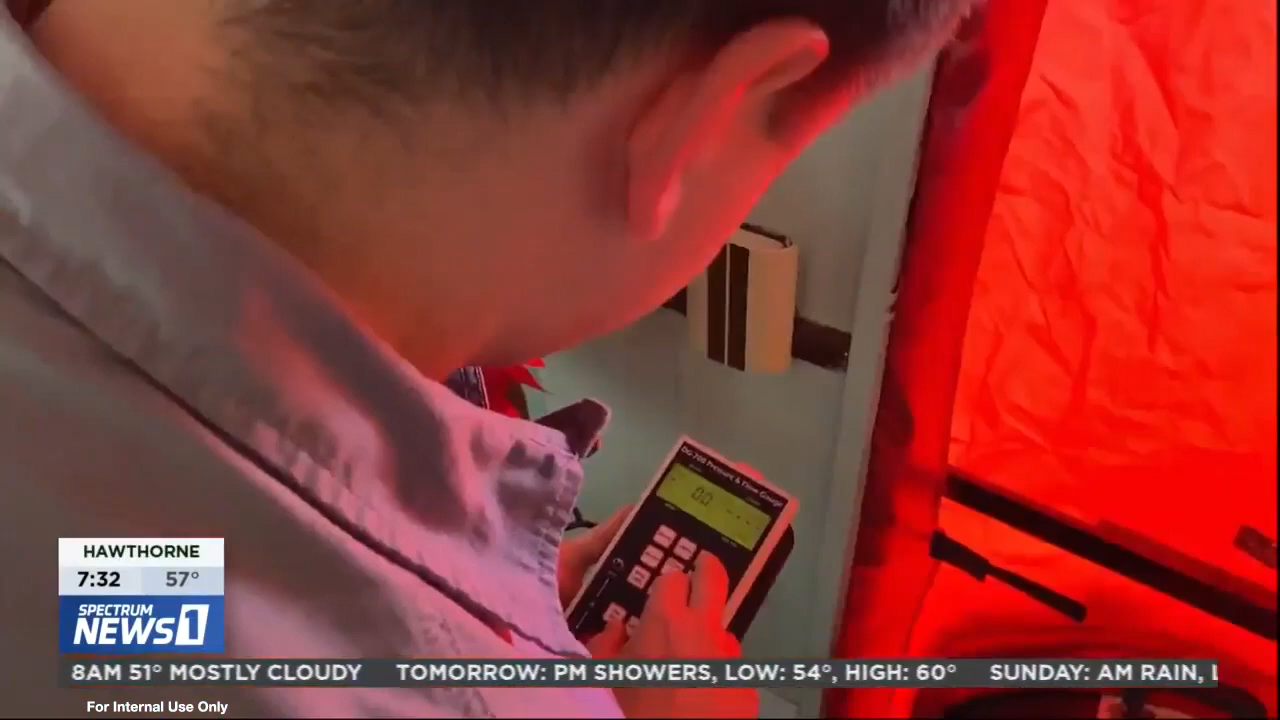 DG-700 Pressure & Flow Gauge
HAWTHORNE
7:32 57°
SPECTRUM
NEWS 1
8AM 51° MOSTLY CLOUDY TOMORROW: PM SHOWERS, LOW: 54°, HIGH: 60° SUNDAY: AM RAIN, L
For Internal Use Only